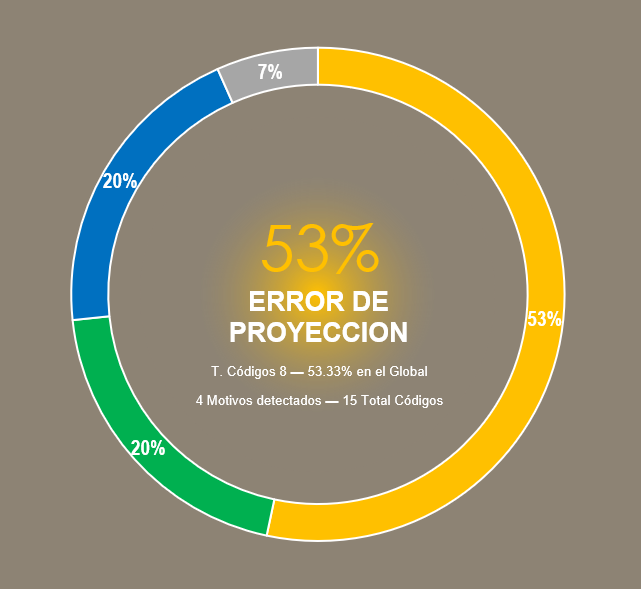 7%
20%
53%
ERROR DE
PROYECCION
53%
T. Códigos 8 — 53.33% en el Global
4 Motivos detectados — 15 Total Códigos
20%